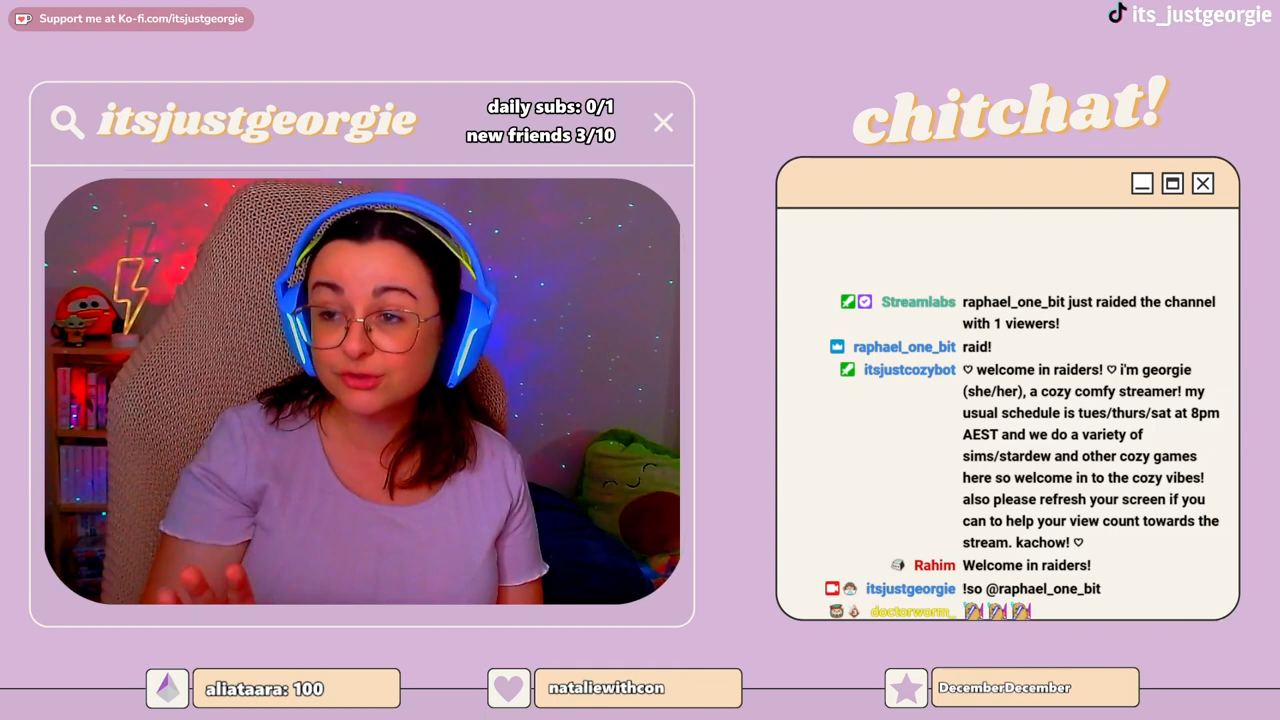 Support me at Ko-fi.com/itsjustgeorgie
its_justgeorgie
itsjustgeorgie
daily subs: 0/1
new friends 3/10
chitchat!
Streamlabs raphael_one_bit just raided the channel
with 1 viewers!
raphael_one_bit raid!
itsjustcozybot ♡ welcome in raiders! ♡ i'm georgie
(she/her), a cozy comfy streamer! my
usual schedule is tues/thurs/sat at 8pm
AEST and we do a variety of
sims/stardew and other cozy games
here so welcome in to the cozy vibes!
also please refresh your screen if you
can to help your view count towards the
stream. kachow! ♡
Rahim Welcome in raiders!
itsjustgeorgie !so @raphael_one_bit
doctorworm_
aliataara: 100
nataliewithcon
DecemberDecember